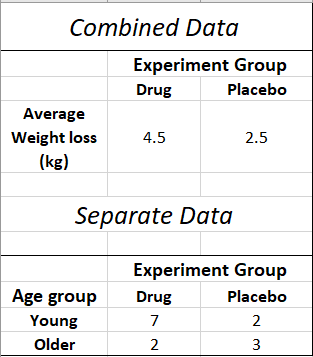 Combined Data
Experiment Group
Drug Placebo
Average
Weight loss 4.5 2.5
(kg)
Separate Data
Experiment Group
Age group Drug Placebo
Young 7 2
Older 2 3